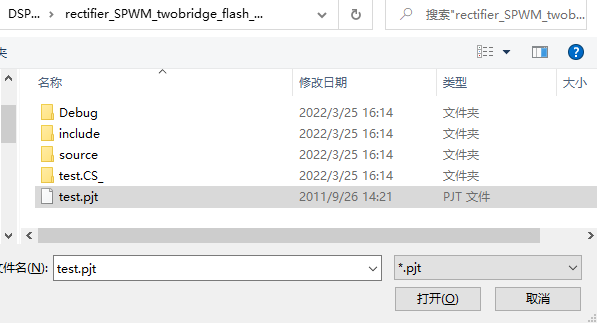 DSP... › rectifier_SPWM_twobridge_flash_... 搜索"rectifier_SPWM_twob...
夹
名称 修改日期 类型 大小
Debug 2022/3/25 16:14 文件夹
include 2022/3/25 16:14 文件夹
source 2022/3/25 16:14 文件夹
test.CS_ 2022/3/25 16:14 文件夹
test.pjt 2011/9/26 14:21 PJT 文件
文件名(N): test.pjt *.pjt
打开(O) 取消